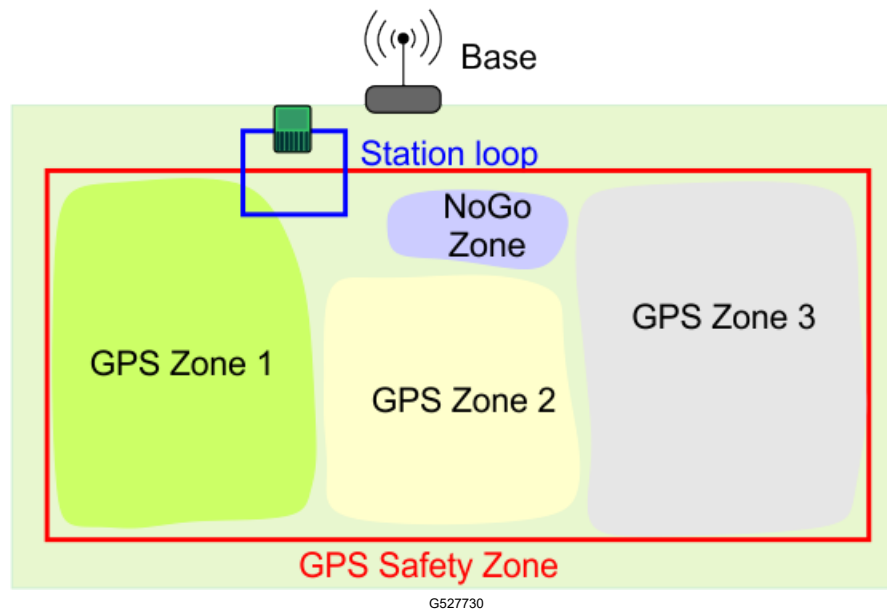 Base
Station loop
NoGo
Zone
GPS Zone 3
GPS Zone 1
GPS Zone 2
GPS Safety Zone
G527730